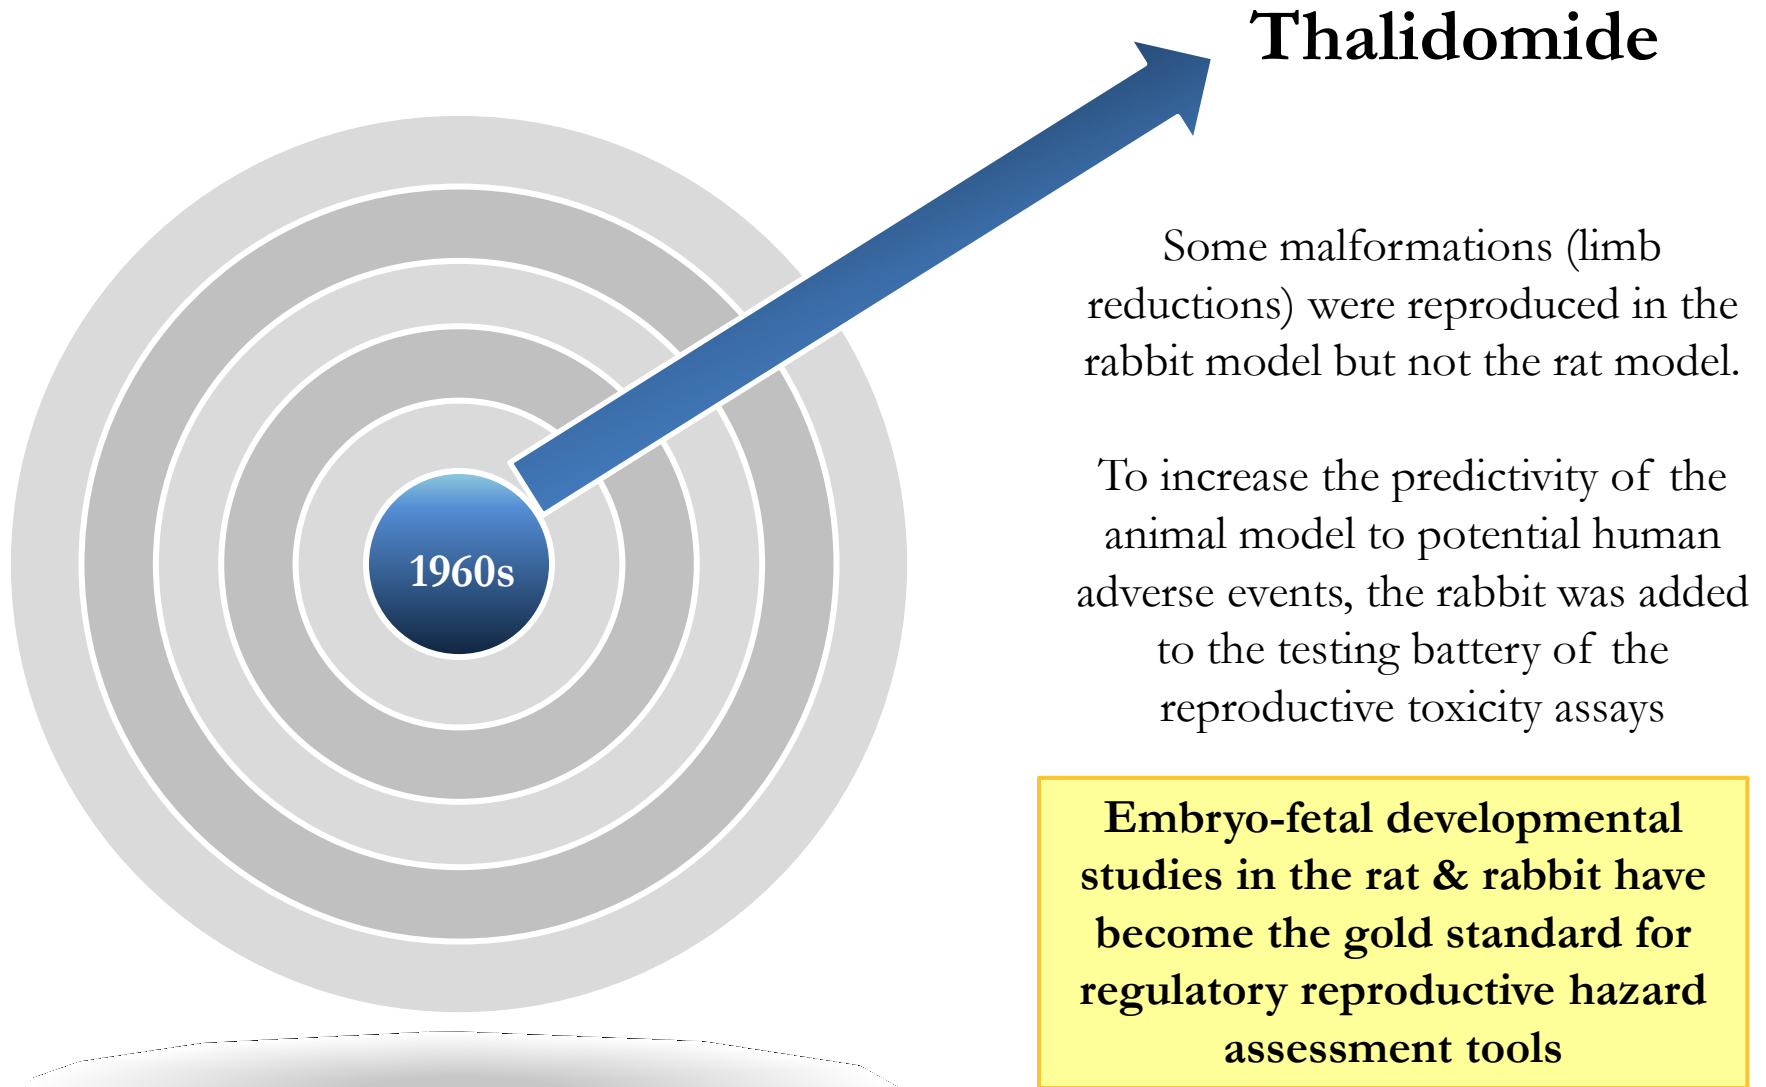 Thalidomide
1960s
Some malformations (limb
reductions) were reproduced in the
rabbit model but not the rat model.
To increase the predictivity of the
animal model to potential human
adverse events, the rabbit was added
to the testing battery of the
reproductive toxicity assays
Embryo-fetal developmental
studies in the rat & rabbit have
become the gold standard for
regulatory reproductive hazard
assessment tools